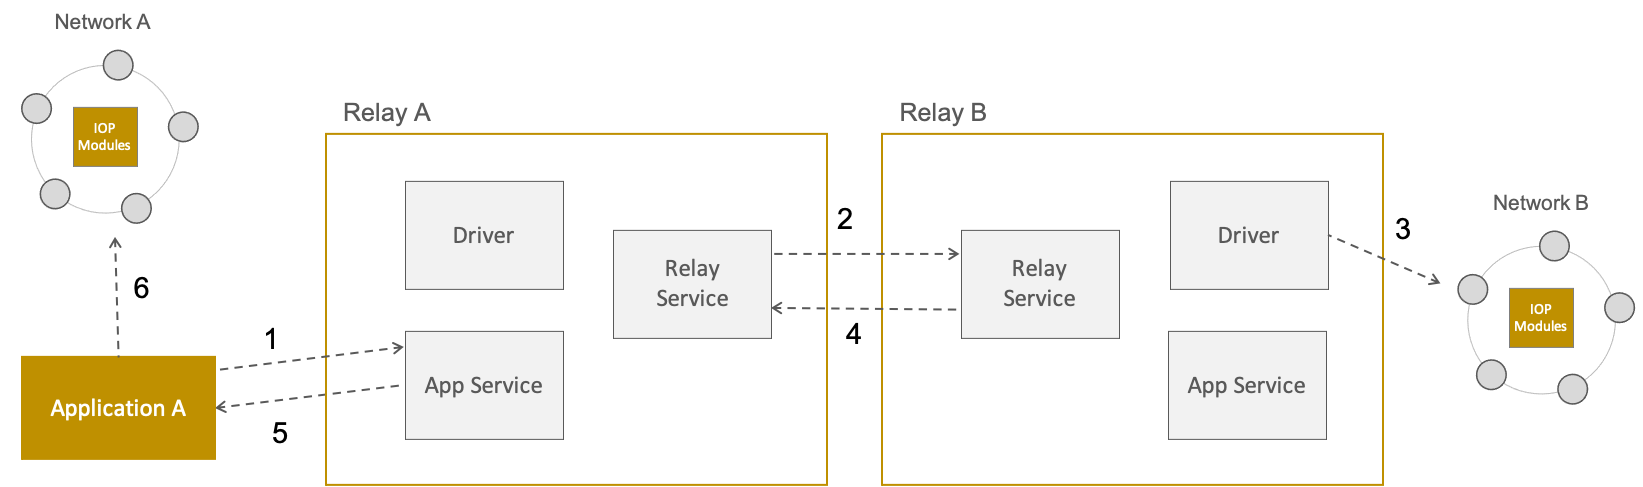 Network A
IOP
Modules
6
Application A
1
5
Relay A
Driver
Relay
Service
App Service
2
4
Relay B
Relay
Service
Driver
App Service
3
Network B
IOP
Modules